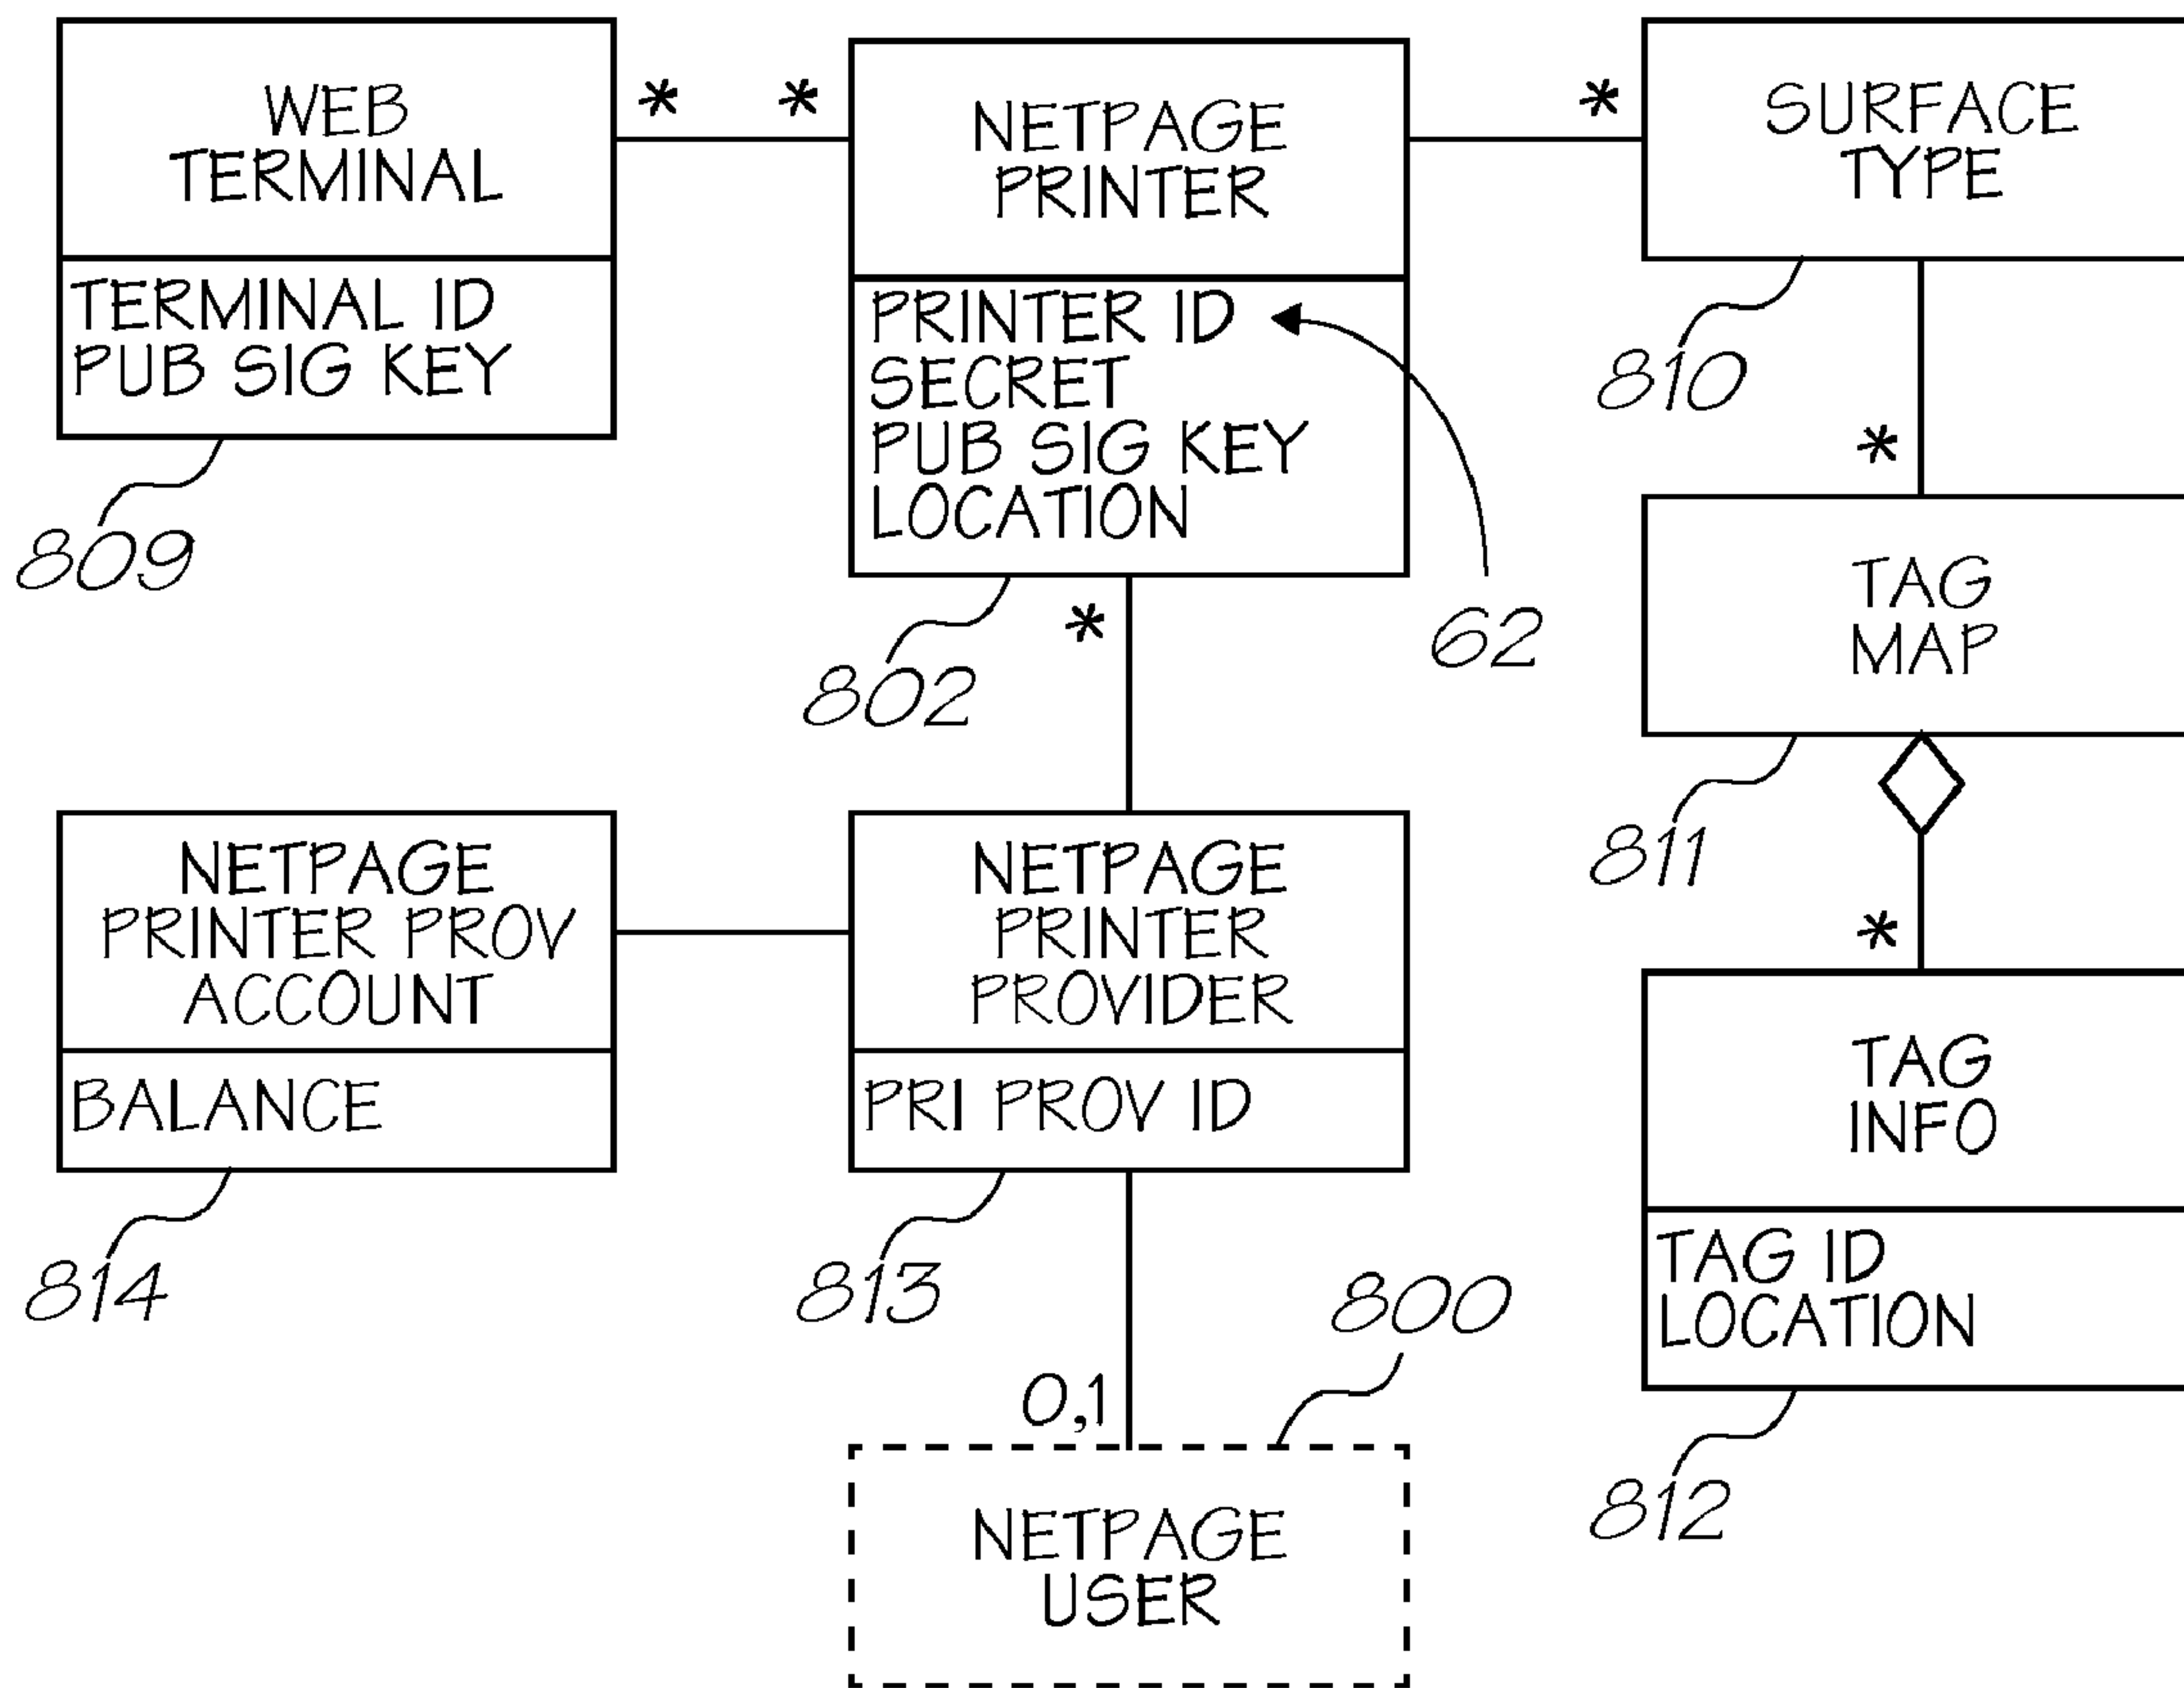 WEB
TERMINAL
TERMINAL ID
PUB SIG KEY
809
*
*
NETPAGE
PRINTER
PRINTER ID
SECRET
PUB SIG KEY
LOCATION
62
802
*
*
SURFACE
TYPE
810
*
TAG
MAP
811
*
TAG
INFO
TAG ID
LOCATION
812
NETPAGE
PRINTER PROV
ACCOUNT
BALANCE
814
NETPAGE
PRINTER
PROVIDER
PRI PROV ID
813
800
0,1
NETPAGE
USER